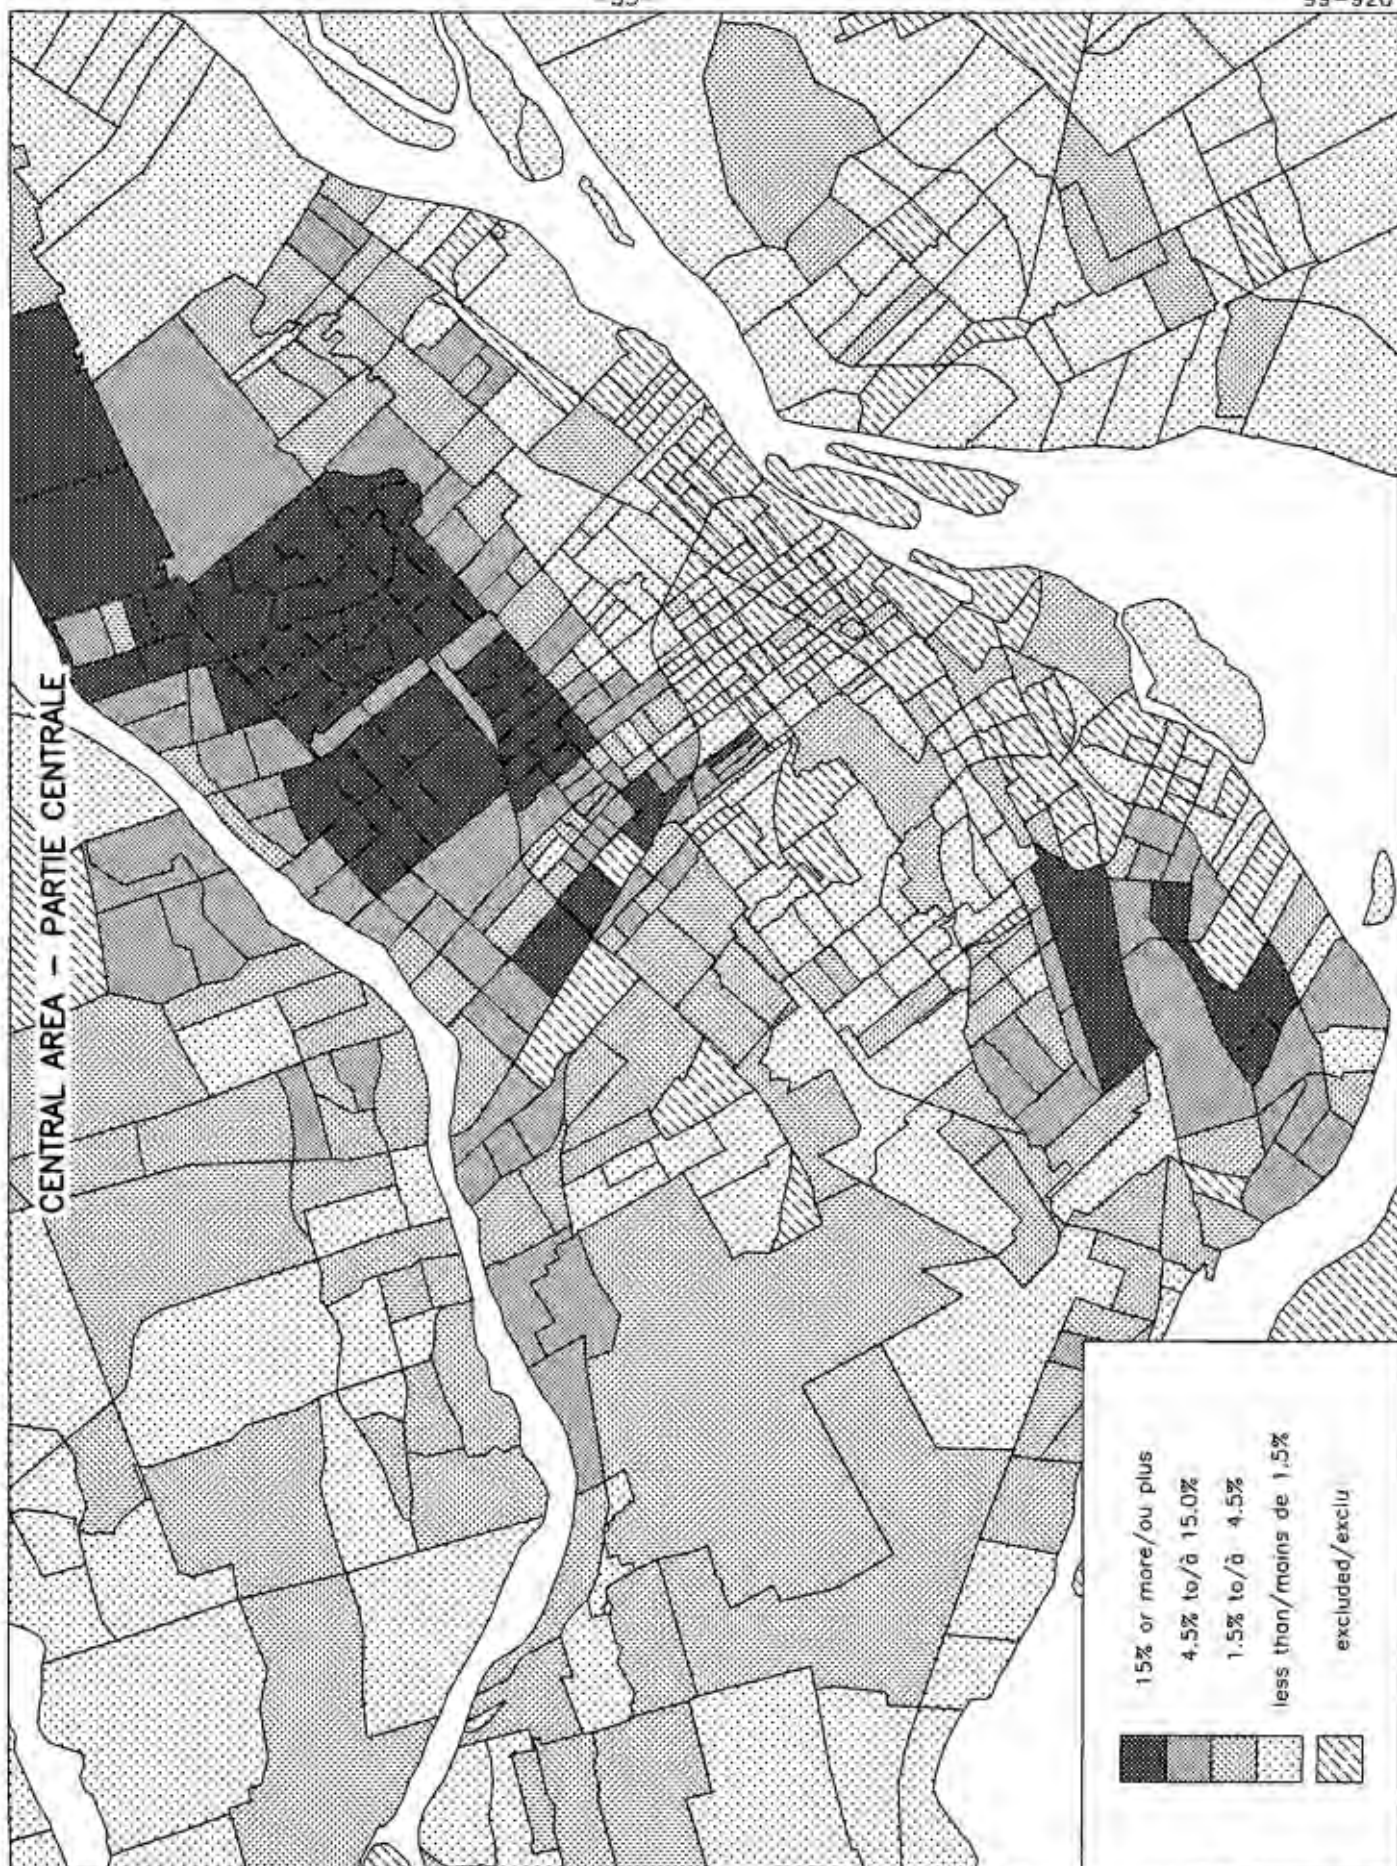 CENTRAL AREA – PARTIE CENTRALE
15% or more/ou plus
4.5% to/à 15.0%
1.5% to/à 4.5%
less than/moins de 1.5%
excluded/exclu